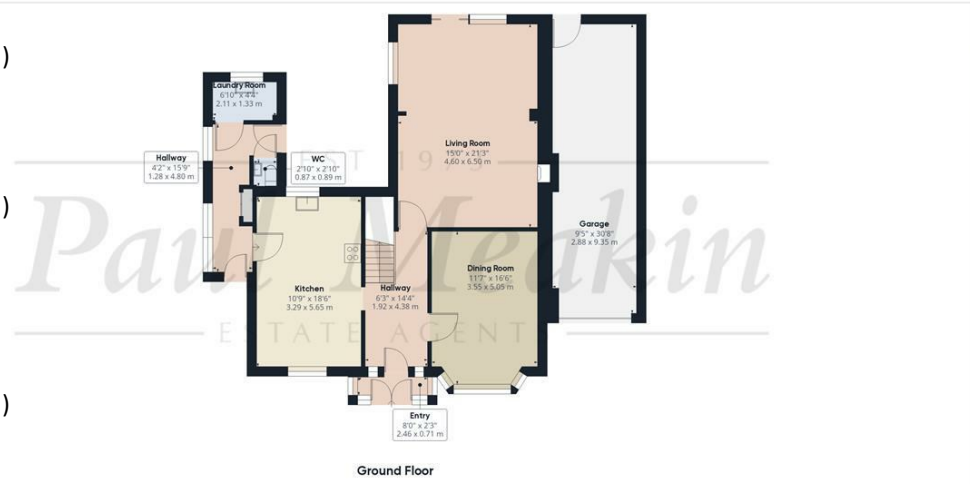 )
Laundry Room
6'10" x 4'4"
2.11 x 1.33 m
Hallway
4'2" x 15'9"
1.28 x 4.80 m
WC
2'10" x 2'10"
0.87 x 0.89 m
EST 1973
Living Room
15'0" x 21'3"
4.60 x 6.50 m
)
Paul Meakin
Garage
9'5" x 30'8"
2.88 x 9.35 m
Dining Room
11'7" x 16'6"
3.55 x 5.05 m
Kitchen
10'9" x 18'6"
3.29 x 5.65 m
Hallway
6'3" x 14'4"
1.92 x 4.38 m
ESTATE AGENT
)
Entry
8'0" x 2'3"
2.46 x 0.71 m
Ground Floor